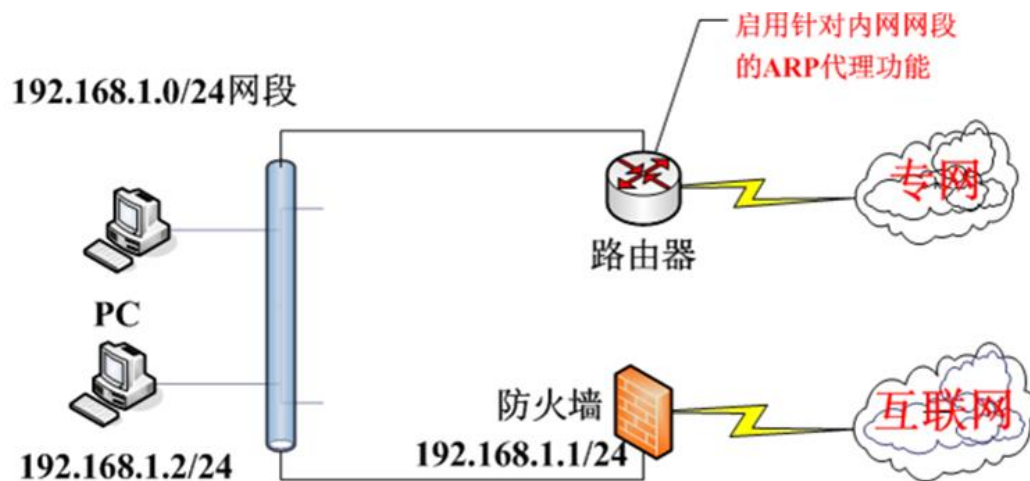 启用针对内网网段
的ARP代理功能
192.168.1.0/24网段
专网
路由器
PC
防火墙
互联网
192.168.1.1/24
192.168.1.2/24